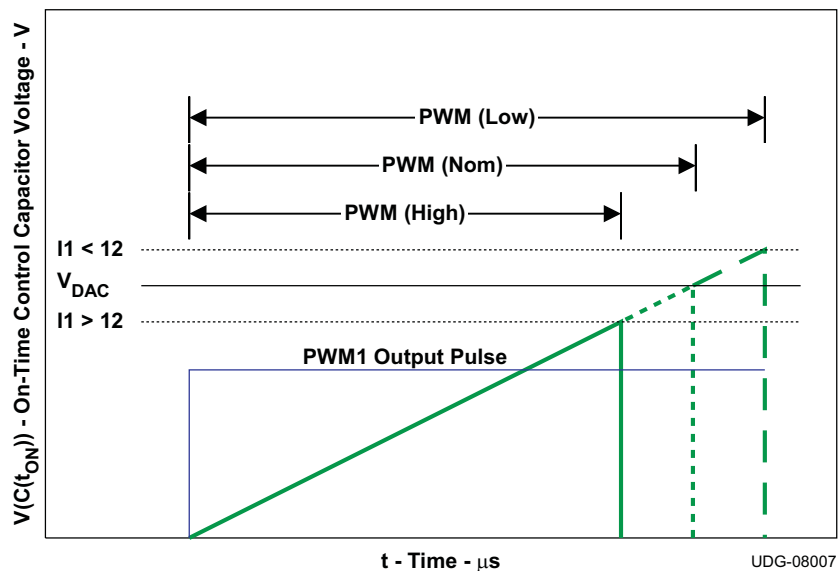 V(C(tON)) - On-Time Control Capacitor Voltage - V
PWM (Low)
PWM (Nom)
PWM (High)
I1 < 12
VDAC
I1 > 12
PWM1 Output Pulse
t - Time - μs
UDG-08007